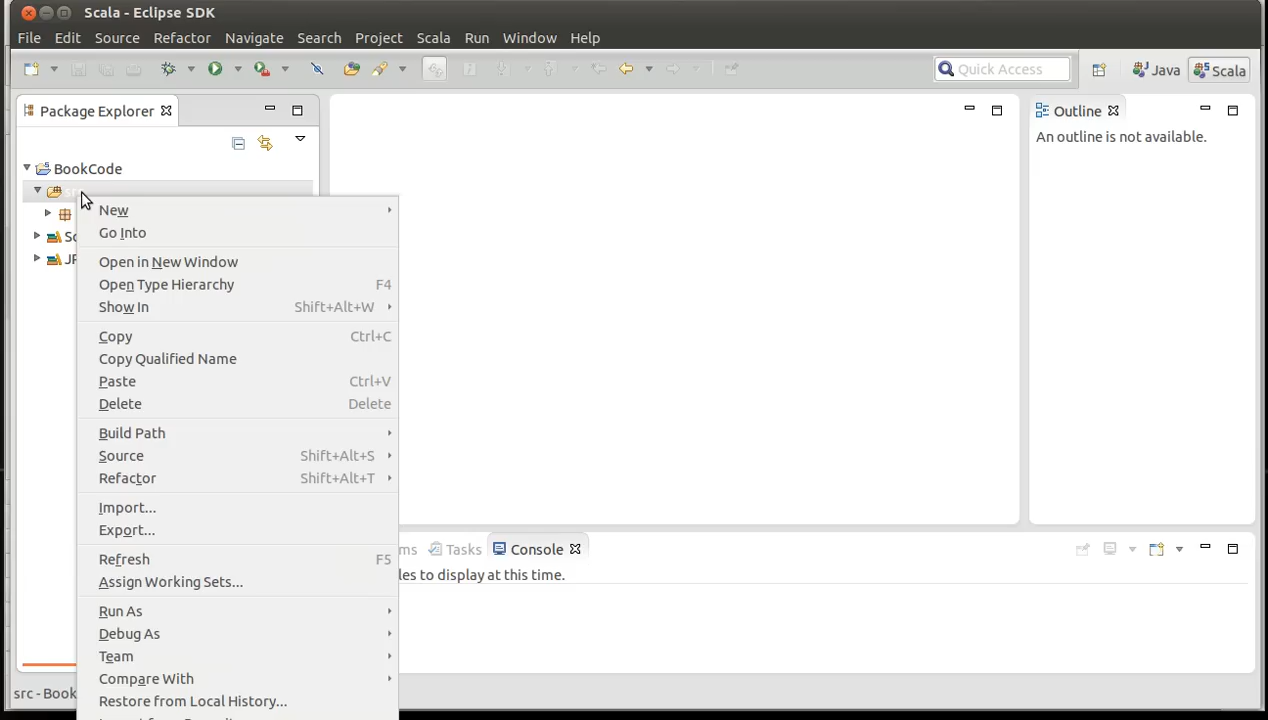 Scala - Eclipse SDK
File Edit Source Refactor Navigate Search Project Scala Run Window Help
Quick Access Java Scala
Package Explorer
Outline
An outline is not available.
BookCode
New
Go Into
Open in New Window
Open Type Hierarchy F4
Show In Shift+Alt+W
Copy Ctrl+C
Copy Qualified Name
Paste Ctrl+V
Delete Delete
Build Path
Source Shift+Alt+S
Refactor Shift+Alt+T
Import...
Export...
Refresh F5
Assign Working Sets...
Run As
Debug As
Team
Compare With
Restore from Local History...
ms Tasks Console
les to display at this time.
src - Book